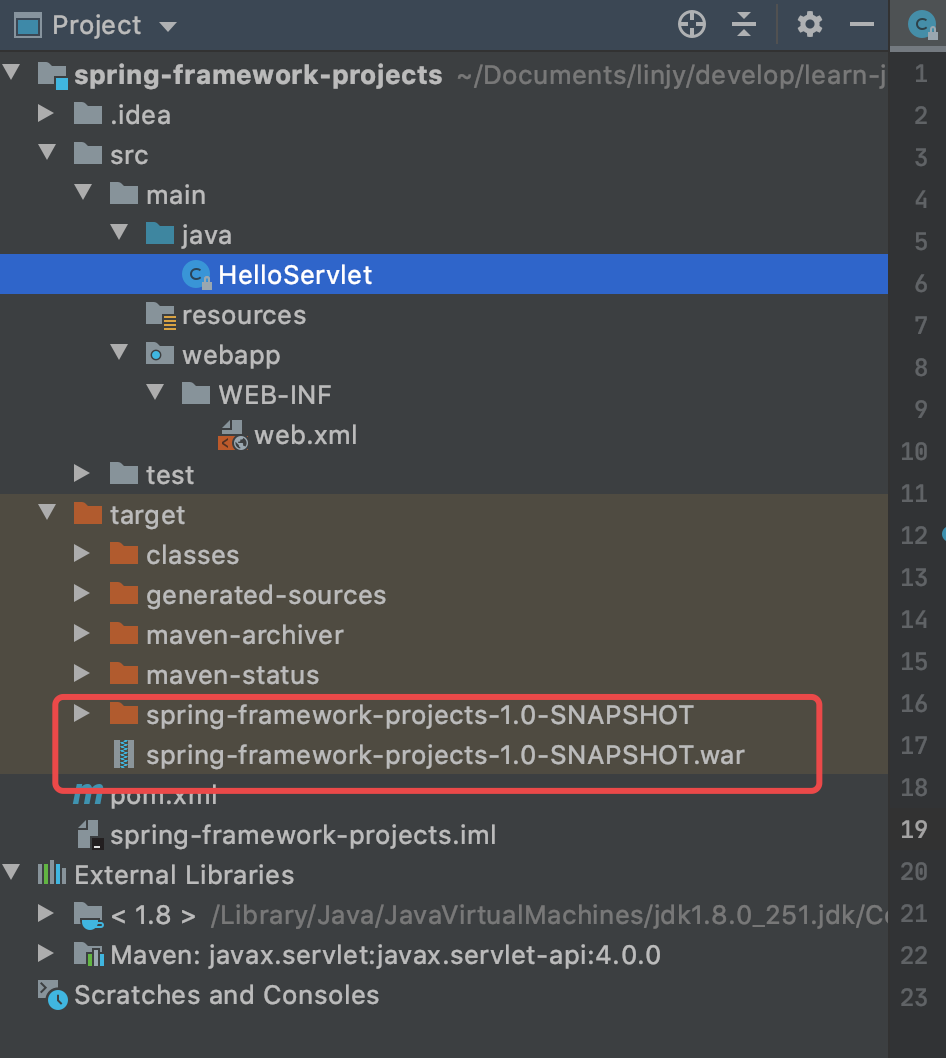 Project
spring-framework-projects ~/Documents/linjy/develop/learn-j
.idea
src
main
java
HelloServlet
resources
webapp
WEB-INF
web.xml
test
target
classes
generated-sources
maven-archiver
maven-status
spring-framework-projects-1.0-SNAPSHOT
spring-framework-projects-1.0-SNAPSHOT.war
pom.xml
spring-framework-projects.iml
External Libraries
< 1.8 > /Library/Java/JavaVirtualMachines/jdk1.8.0_251.jdk/Co
Maven: javax.servlet:javax.servlet-api:4.0.0
Scratches and Consoles
1
2
3
4
5
6
7
8
9
10
11
12
13
14
15
16
17
18
19
20
21
22
23